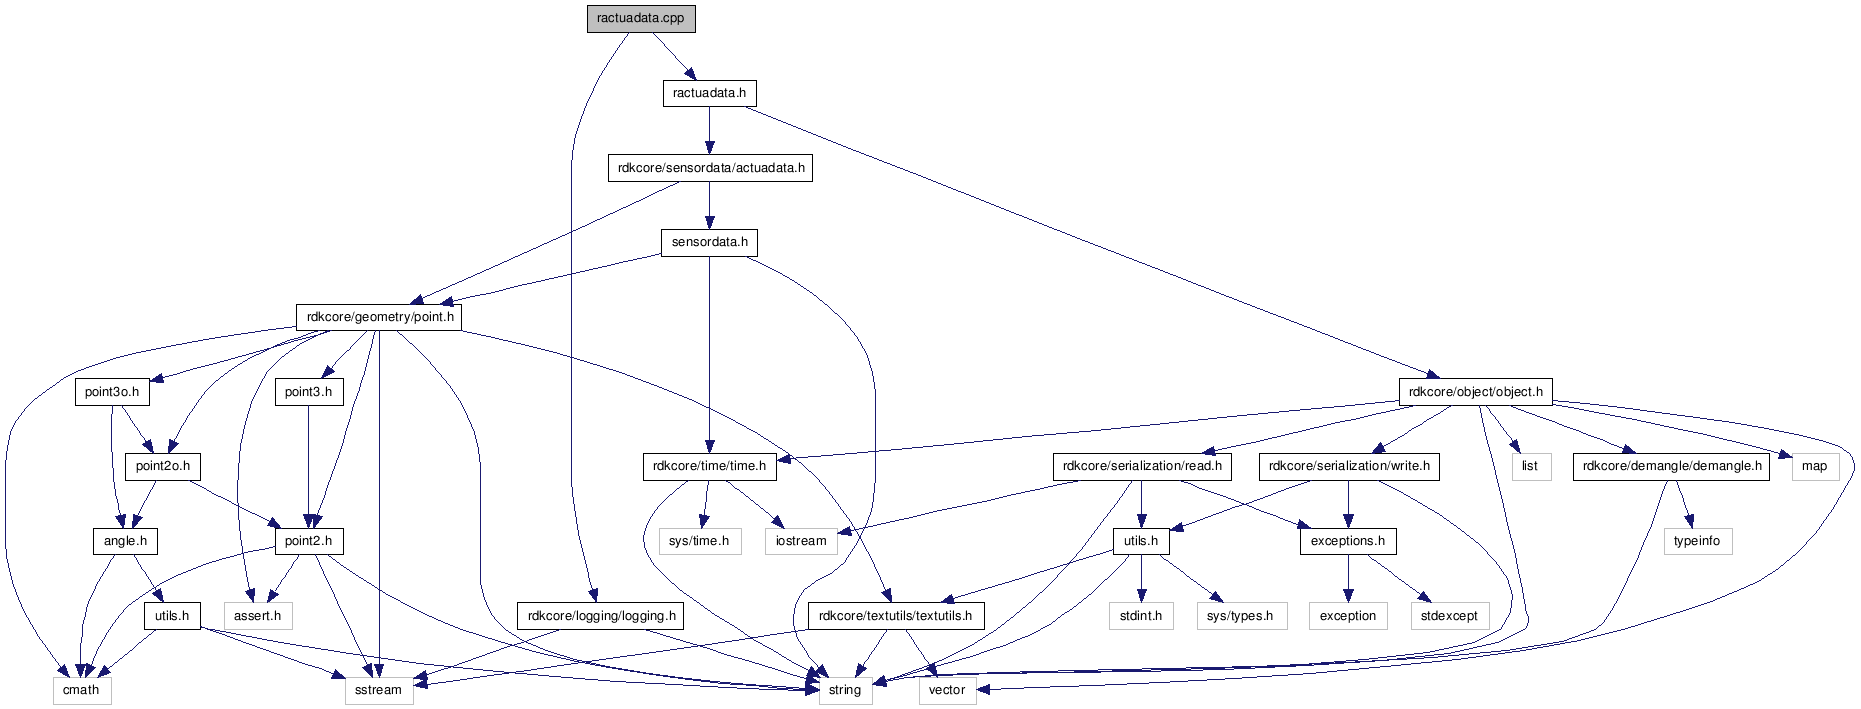 ractuadata.cpp
ractuadata.h
rdkcore/sensordata/actuadata.h
sensordata.h
rdkcore/geometry/point.h
point3o.h
point3.h
rdkcore/object/object.h
point2o.h
rdkcore/time/time.h
rdkcore/serialization/read.h
rdkcore/serialization/write.h
list
rdkcore/demangle/demangle.h
map
angle.h
point2.h
sys/time.h
iostream
utils.h
exceptions.h
typeinfo
utils.h
assert.h
rdkcore/logging/logging.h
rdkcore/textutils/textutils.h
stdint.h
sys/types.h
exception
stdexcept
cmath
sstream
string
vector